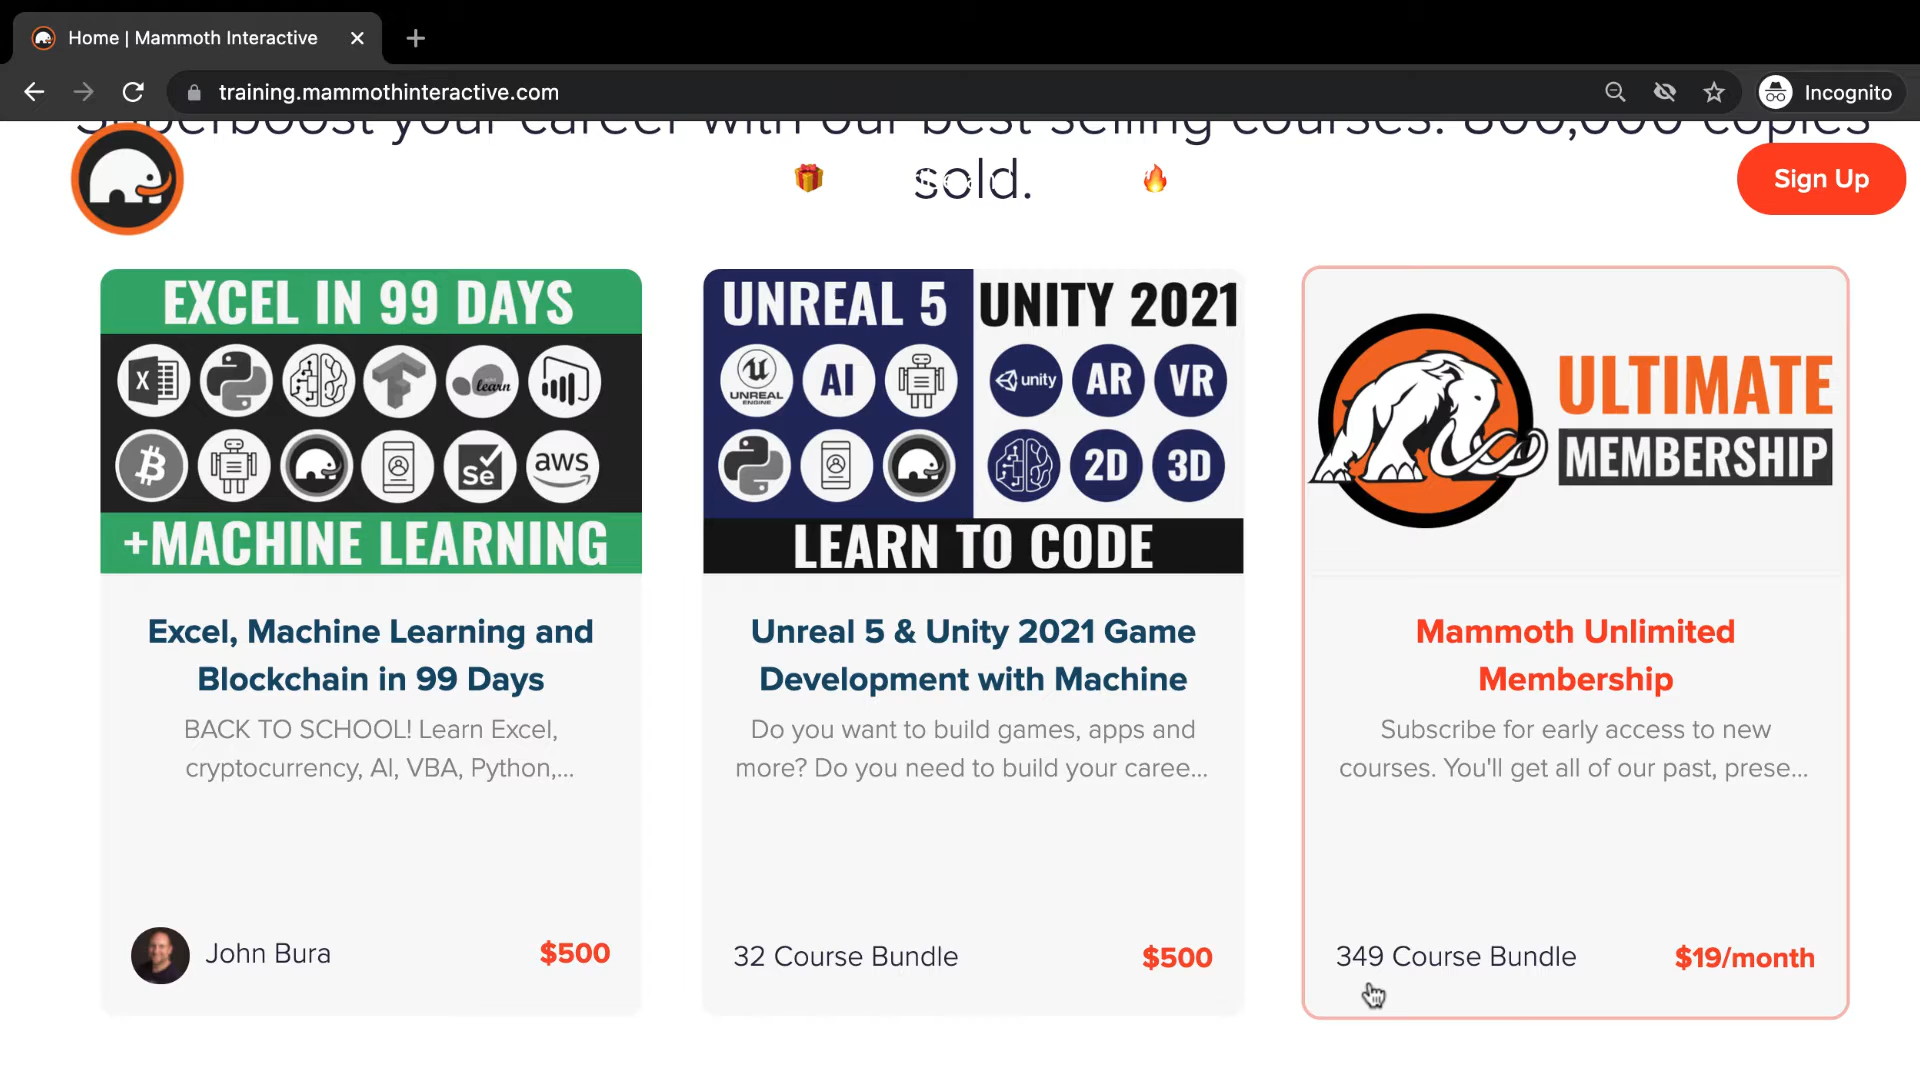 Home | Mammoth Interactive
training.mammothinteractive.com
Incognito
Superboost your career with our best selling courses. 800,000 copies
sold.
Sign Up
EXCEL IN 99 DAYS
learn
Se
aws
+MACHINE LEARNING
Excel, Machine Learning and
Blockchain in 99 Days
BACK TO SCHOOL! Learn Excel,
cryptocurrency, AI, VBA, Python,...
John Bura
$500
UNREAL 5
UNITY 2021
UNREAL
ENGINE
AI
unity
AR
VR
2D
3D
LEARN TO CODE
Unreal 5 & Unity 2021 Game
Development with Machine
Do you want to build games, apps and
more? Do you need to build your caree...
32 Course Bundle
$500
ULTIMATE
MEMBERSHIP
Mammoth Unlimited
Membership
Subscribe for early access to new
courses. You'll get all of our past, prese...
349 Course Bundle
$19/month